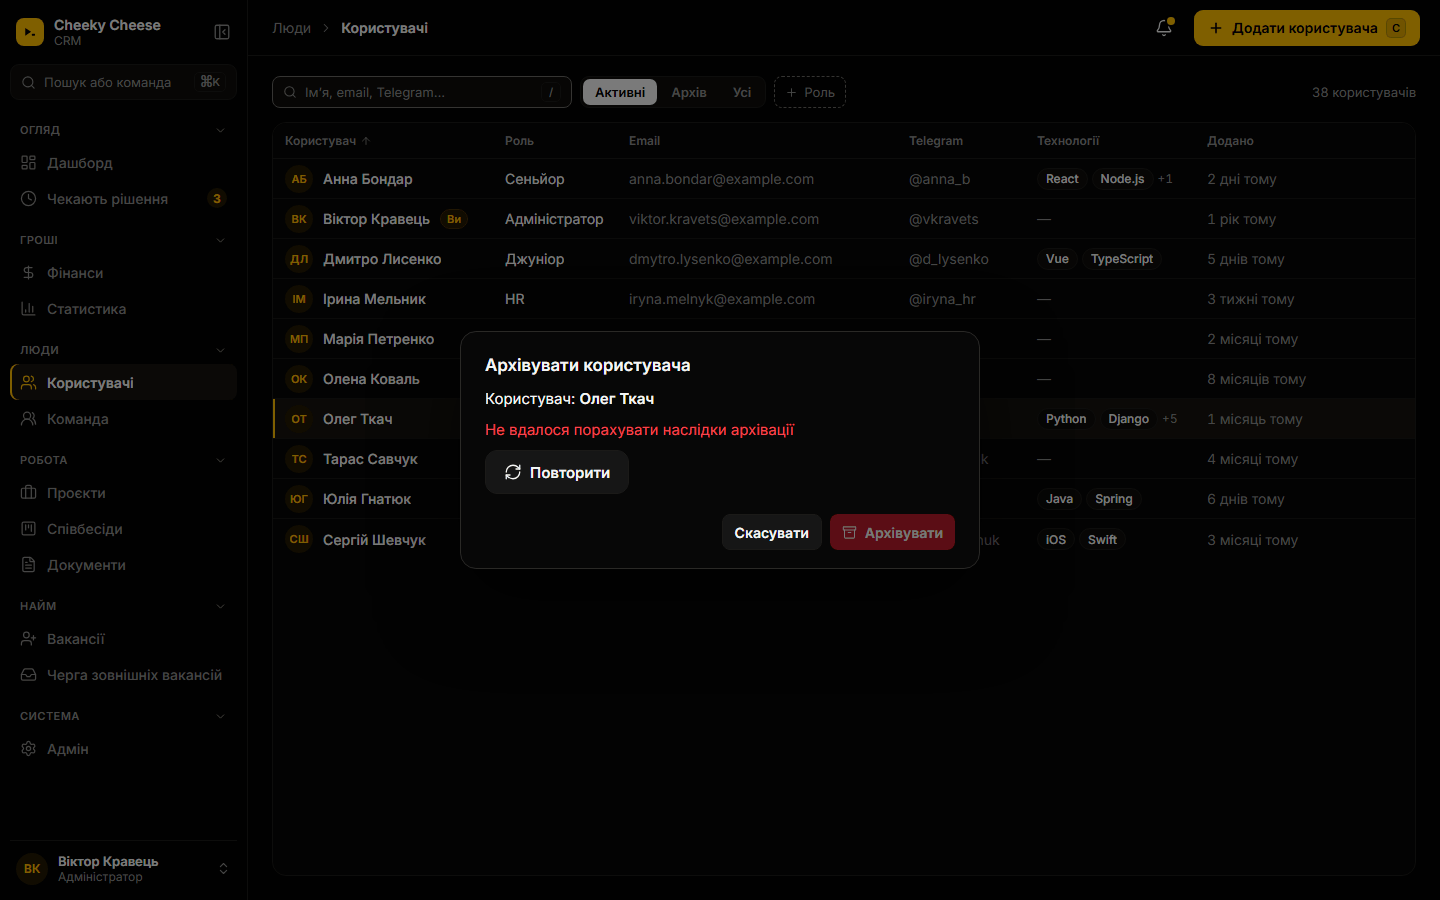 Cheeky Cheese
CRM
Пошук або команда ⌘K
ОГЛЯД
Дашборд
Чекають рішення 3
ГРОШІ
Фінанси
Статистика
ЛЮДИ
Користувачі
Команда
РОБОТА
Проєкти
Співбесіди
Документи
НАЙМ
Вакансії
Черга зовнішніх вакансій
СИСТЕМА
Адмін
ВК Віктор Кравець
Адміністратор
Люди > Користувачі
+ Додати користувача C
Ім'я, email, Telegram... /
Активні Архів Усі + Роль
38 користувачів
Користувач ↑ Роль Email Telegram Технології Додано
АБ Анна Бондар Сеньйор anna.bondar@example.com @anna_b React Node.js +1 2 дні тому
ВК Віктор Кравець Ви Адміністратор viktor.kravets@example.com @vkravets — 1 рік тому
ДЛ Дмитро Лисенко Джуніор dmytro.lysenko@example.com @d_lysenko Vue TypeScript 5 днів тому
ІМ Ірина Мельник HR iryna.melnyk@example.com @iryna_hr — 3 тижні тому
МП Марія Петренко — 2 місяці тому
ОК Олена Коваль — 8 місяців тому
ОТ Олег Ткач Python Django +5 1 місяць тому
ТС Тарас Савчук k — 4 місяці тому
ЮГ Юлія Гнатюк Java Spring 6 днів тому
СШ Сергій Шевчук iOS Swift 3 місяці тому
Архівувати користувача
Користувач: Олег Ткач
Не вдалося порахувати наслідки архівації
Повторити
Скасувати Архівувати